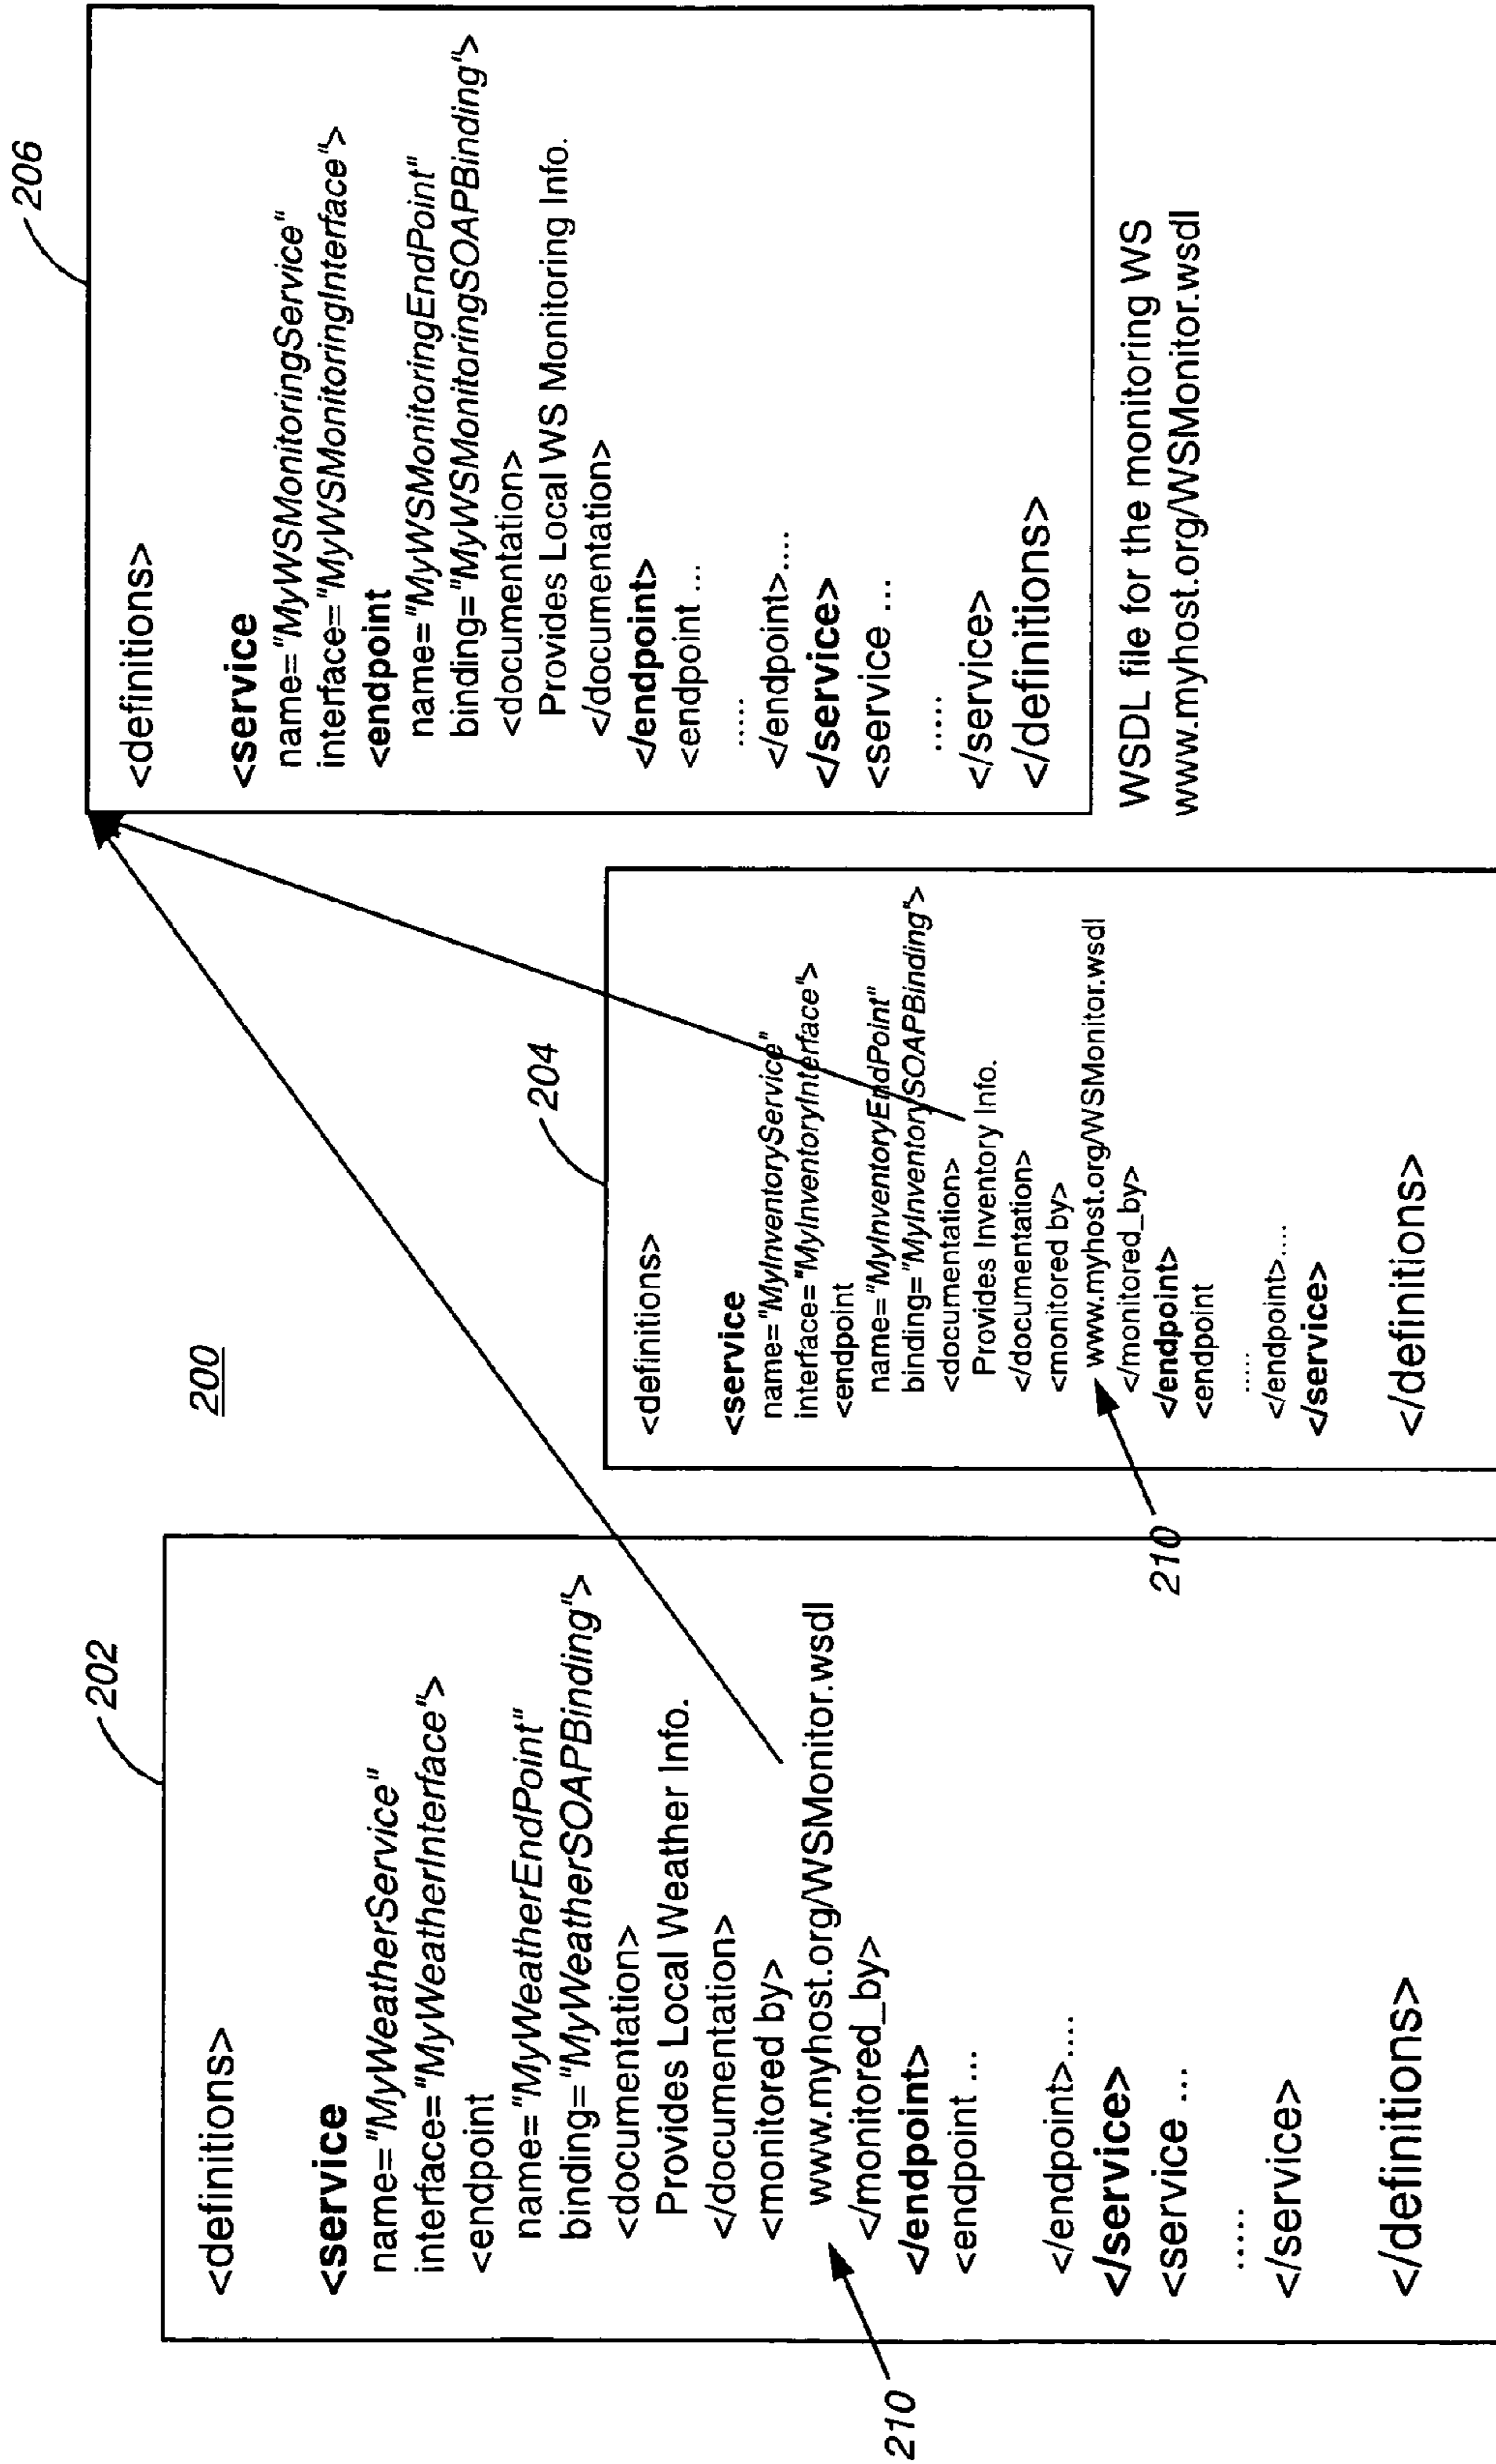 200
202
<definitions>
<service
name="MyWeatherService"
interface="MyWeatherInterface">
<endpoint
name="MyWeatherEndPoint"
binding="MyWeatherSOAPBinding">
<documentation>
Provides Local Weather Info.
</documentation>
<monitored by>
www.myhost.org/WSMonitor.wsdl
</monitored_by>
</endpoint>
<endpoint ...
</endpoint>....
</service>
<service ...
.....
</service>
</definitions>
210
204
<definitions>
<service
name="MyInventoryService"
interface="MyInventoryInterface">
<endpoint
name="MyInventoryEndPoint"
binding="MyInventorySOAPBinding">
<documentation>
Provides Inventory Info.
</documentation>
<monitored by>
www.myhost.org/WSMonitor.wsdl
</monitored_by>
</endpoint>
<endpoint
.....
</endpoint>....
</service>
</definitions>
210
206
<definitions>
<service
name="MyWSMonitoringService"
interface="MyWSMonitoringInterface">
<endpoint
name="MyWSMonitoringEndPoint"
binding="MyWSMonitoringSOAPBinding">
<documentation>
Provides Local WS Monitoring Info.
</documentation>
</endpoint>
<endpoint ...
.....
</endpoint>....
</service>
<service ...
.....
</service>
</definitions>
WSDL file for the monitoring WS
www.myhost.org/WSMonitor.wsdl